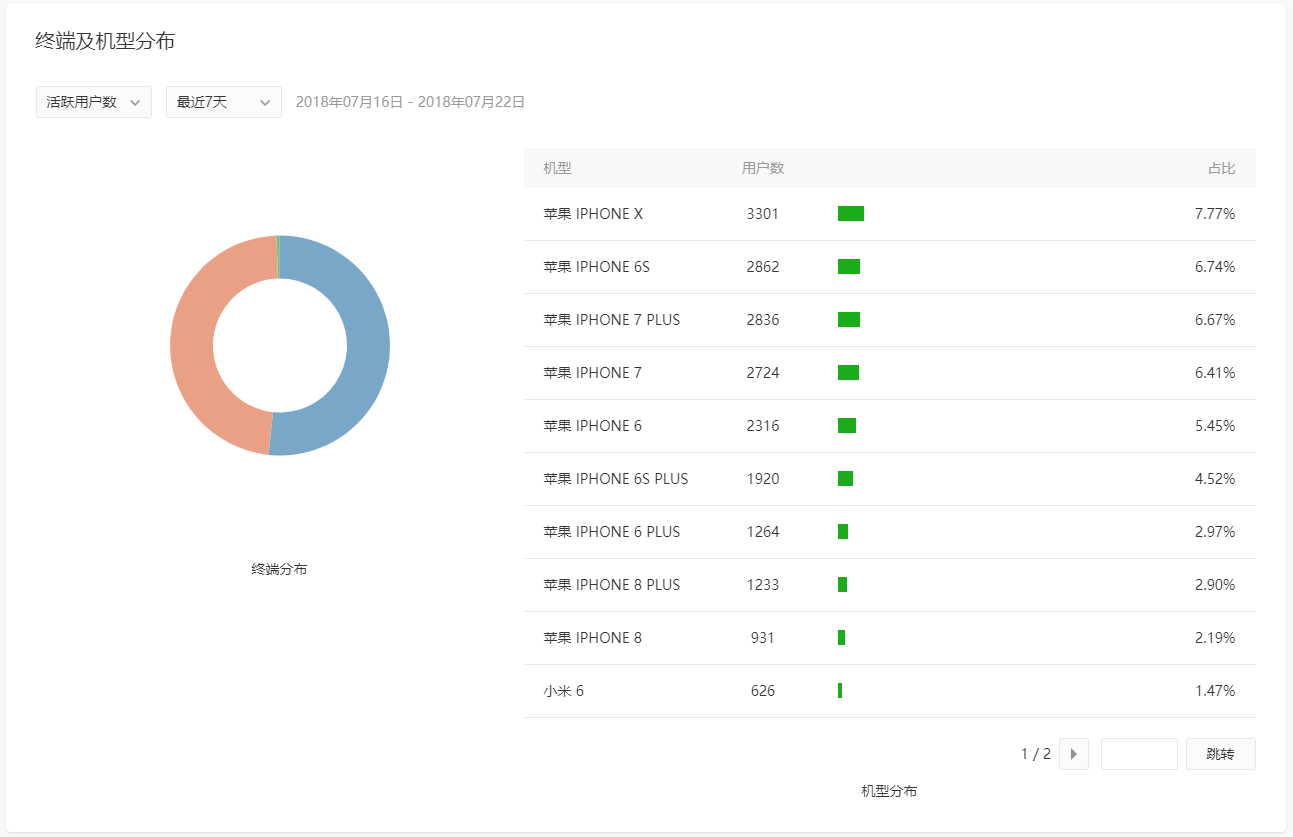 终端及机型分布
活跃用户数 最近7天 2018年07月16日 - 2018年07月22日
机型 用户数 占比
苹果 IPHONE X 3301 7.77%
苹果 IPHONE 6S 2862 6.74%
苹果 IPHONE 7 PLUS 2836 6.67%
苹果 IPHONE 7 2724 6.41%
苹果 IPHONE 6 2316 5.45%
苹果 IPHONE 6S PLUS 1920 4.52%
苹果 IPHONE 6 PLUS 1264 2.97%
苹果 IPHONE 8 PLUS 1233 2.90%
苹果 IPHONE 8 931 2.19%
小米 6 626 1.47%
终端分布
1 / 2 跳转
机型分布